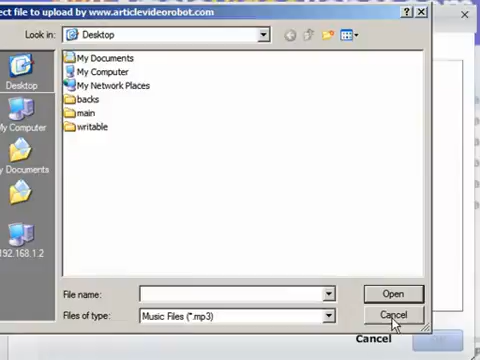 ect file to upload by www.articlevideorobot.com
Look in: Desktop
My Documents
My Computer
My Network Places
backs
main
writable
Desktop
My Computer
My Documents
192.168.1.2
File name:
Open
Files of type: Music Files (*.mp3)
Cancel
Cancel